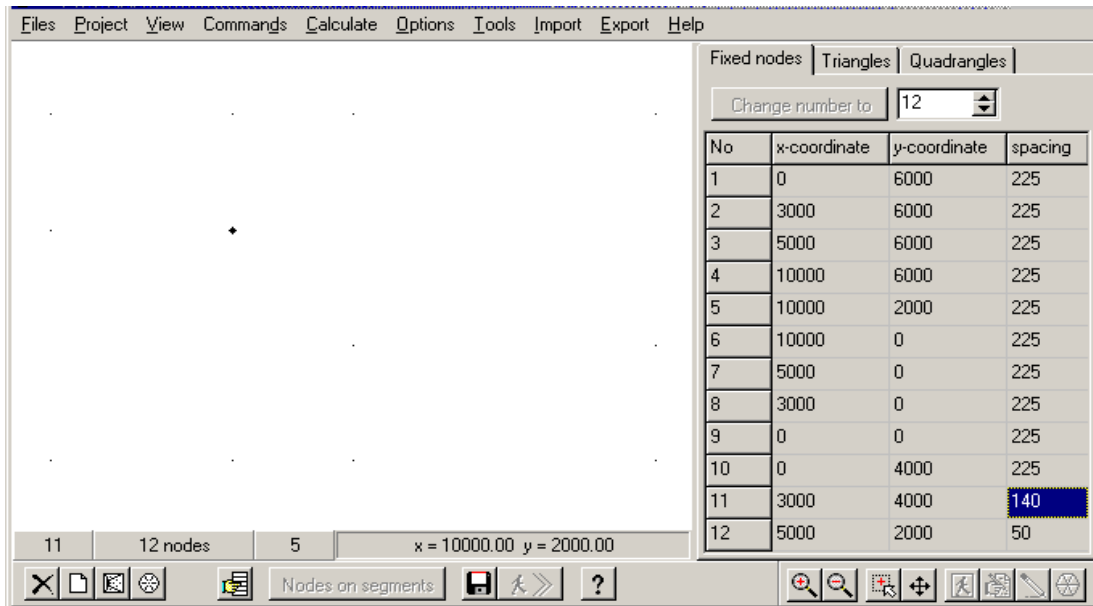 Files Project View Commands Calculate Options Tools Import Export Help
Fixed nodes Triangles Quadrangles
Change number to 12
No x-coordinate y-coordinate spacing
1 0 6000 225
2 3000 6000 225
3 5000 6000 225
4 10000 6000 225
5 10000 2000 225
6 10000 0 225
7 5000 0 225
8 3000 0 225
9 0 0 225
10 0 4000 225
11 3000 4000 140
12 5000 2000 50
11 12 nodes 5 x = 10000.00 y = 2000.00
Nodes on segments ?